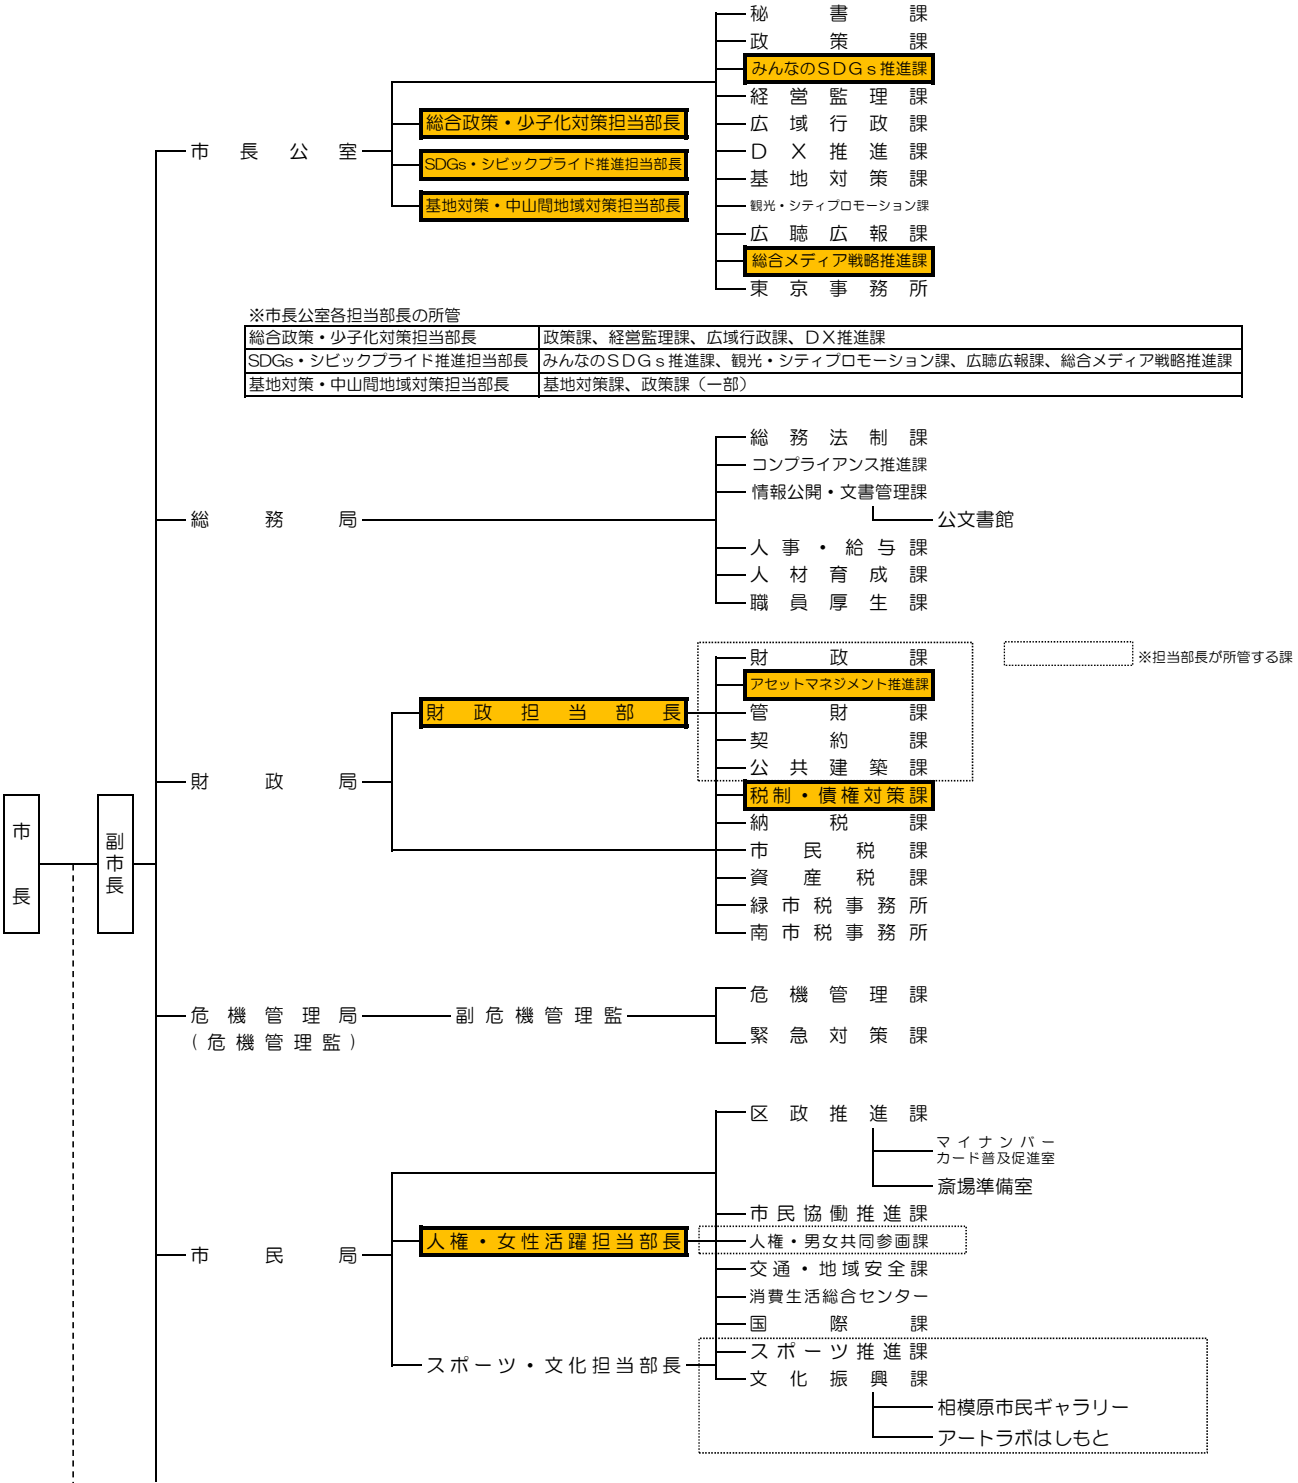 秘書課
政策課
みんなのＳＤＧｓ推進課
経営監理課
総合政策・少子化対策担当部長
広域行政課
市長公室
ＤＸ推進課
SDGs・シビックプライド推進担当部長
基地対策課
基地対策・中山間地域対策担当部長
観光・シティプロモーション課
広聴広報課
総合メディア戦略推進課
東京事務所
※市長公室各担当部長の所管
総合政策・少子化対策担当部長 政策課、経営監理課、広域行政課、ＤＸ推進課
SDGs・シビックプライド推進担当部長 みんなのＳＤＧｓ推進課、観光・シティプロモーション課、広聴広報課、総合メディア戦略推進課
基地対策・中山間地域対策担当部長 基地対策課、政策課（一部）
総務法制課
コンプライアンス推進課
情報公開・文書管理課
総務局
公文書館
人事・給与課
人材育成課
職員厚生課
財政課
※担当部長が所管する課
アセットマネジメント推進課
財政担当部長
管財課
契約課
公共建築課
財政局
税制・債権対策課
納税課
市民税課
資産税課
緑市税事務所
南市税事務所
市長
副市長
危機管理課
危機管理局
(危機管理監)
副危機管理監
緊急対策課
区政推進課
マイナンバー
カード普及促進室
斎場準備室
市民協働推進課
人権・女性活躍担当部長
人権・男女共同参画課
市民局
交通・地域安全課
消費生活総合センター
国際課
スポーツ推進課
スポーツ・文化担当部長
文化振興課
相模原市民ギャラリー
アートラボはしもと